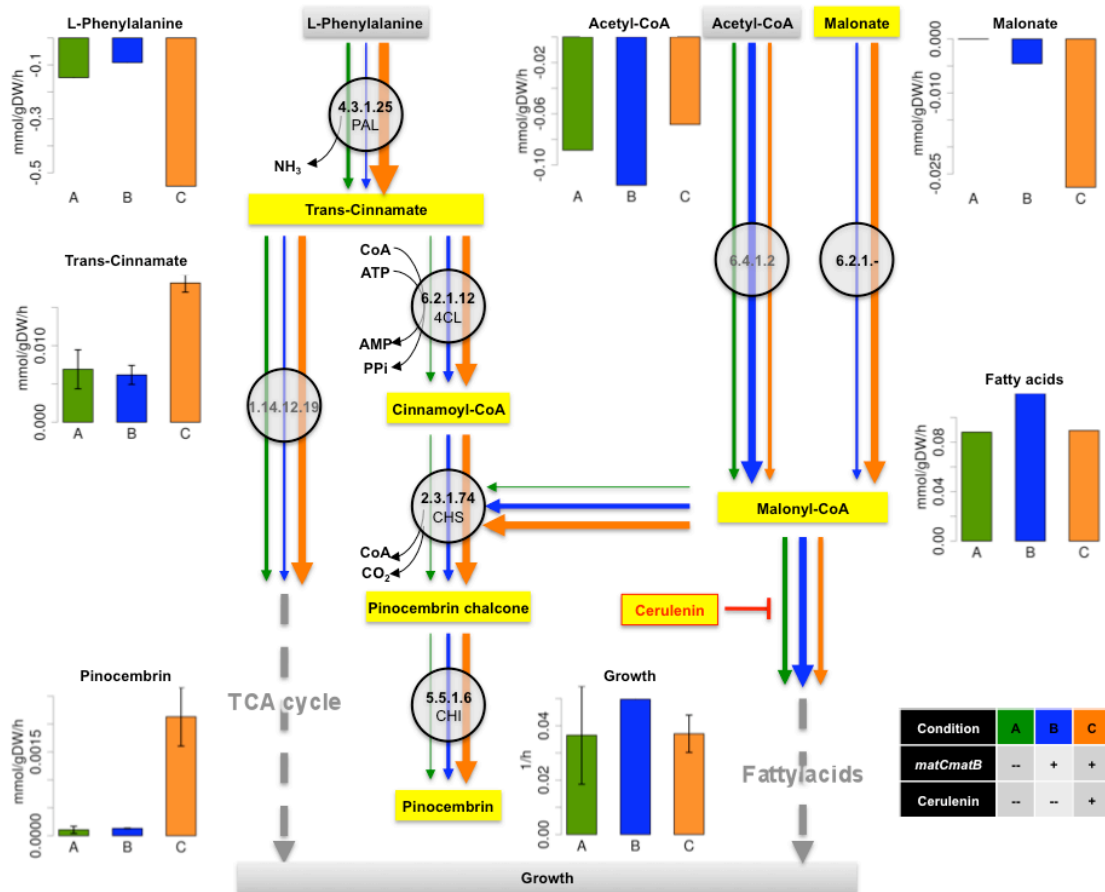 L-Phenylalanine
mmol/gDW/h
-0.1
-0.3
-0.5
A B C
L-Phenylalanine
4.3.1.25
PAL
NH3
Trans-Cinnamate
Acetyl-CoA
mmol/gDW/h
-0.02
-0.06
-0.10
A B C
Acetyl-CoA
Malonate
Malonate
mmol/gDW/h
0.000
-0.010
-0.025
A B C
6.4.1.2
6.2.1.-
Trans-Cinnamate
mmol/gDW/h
0.010
0.000
A B C
1.14.12.19
CoA
ATP
6.2.1.12
4CL
AMP
PPi
Cinnamoyl-CoA
2.3.1.74
CHS
CoA
CO2
Malonyl-CoA
Fatty acids
mmol/gDW/h
0.08
0.04
0.00
A B C
Pinocembrin chalcone
Cerulenin
Pinocembrin
mmol/gDW/h
0.0015
0.0000
A B C
TCA cycle
5.5.1.6
CHI
Pinocembrin
Growth
1/h
0.04
0.02
0.00
A B C
Fatty acids
Condition A B C
matCmatB -- + +
Cerulenin -- -- +
Growth